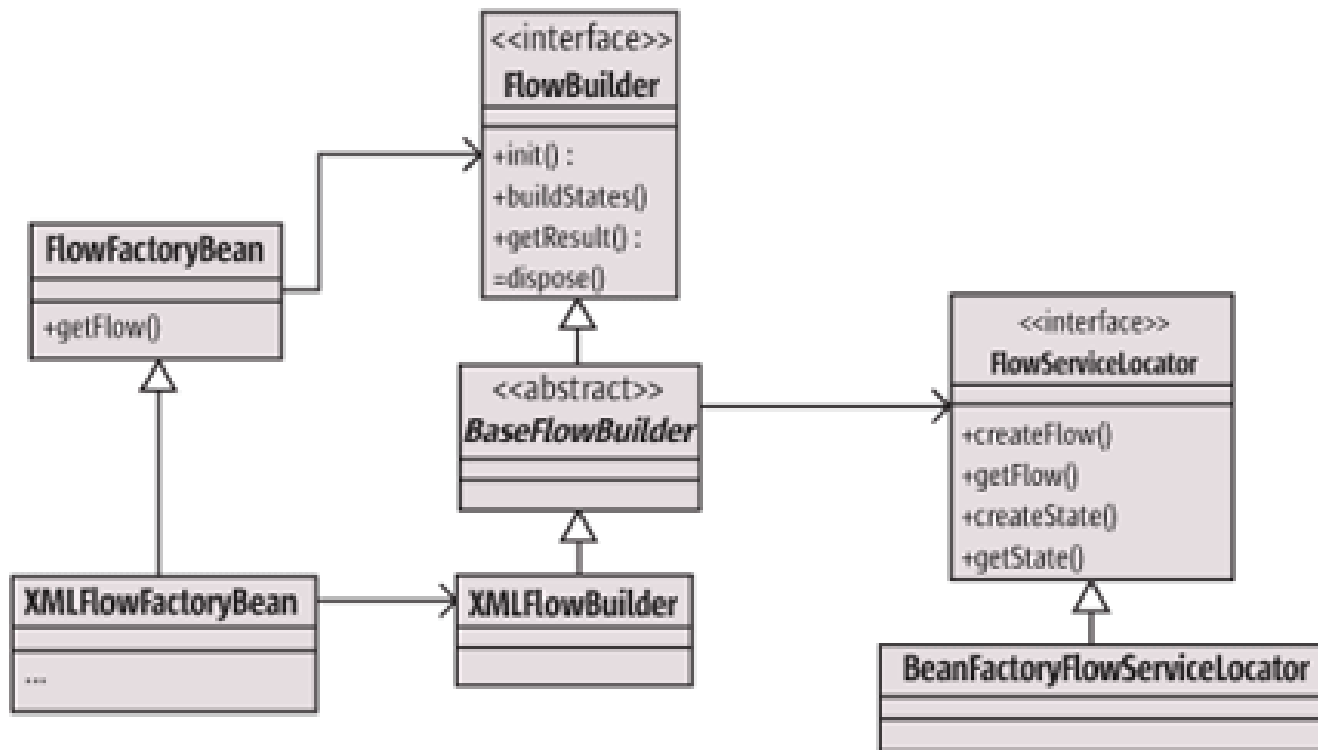 <<interface>>
FlowBuilder
+init() :
+buildStates()
+getResult() :
=dispose()
FlowFactoryBean
+getFlow()
<<interface>>
FlowServiceLocator
+createFlow()
+getFlow()
+createState()
+getState()
<<abstract>>
BaseFlowBuilder
XMLFlowFactoryBean
...
XMLFlowBuilder
BeanFactoryFlowServiceLocator